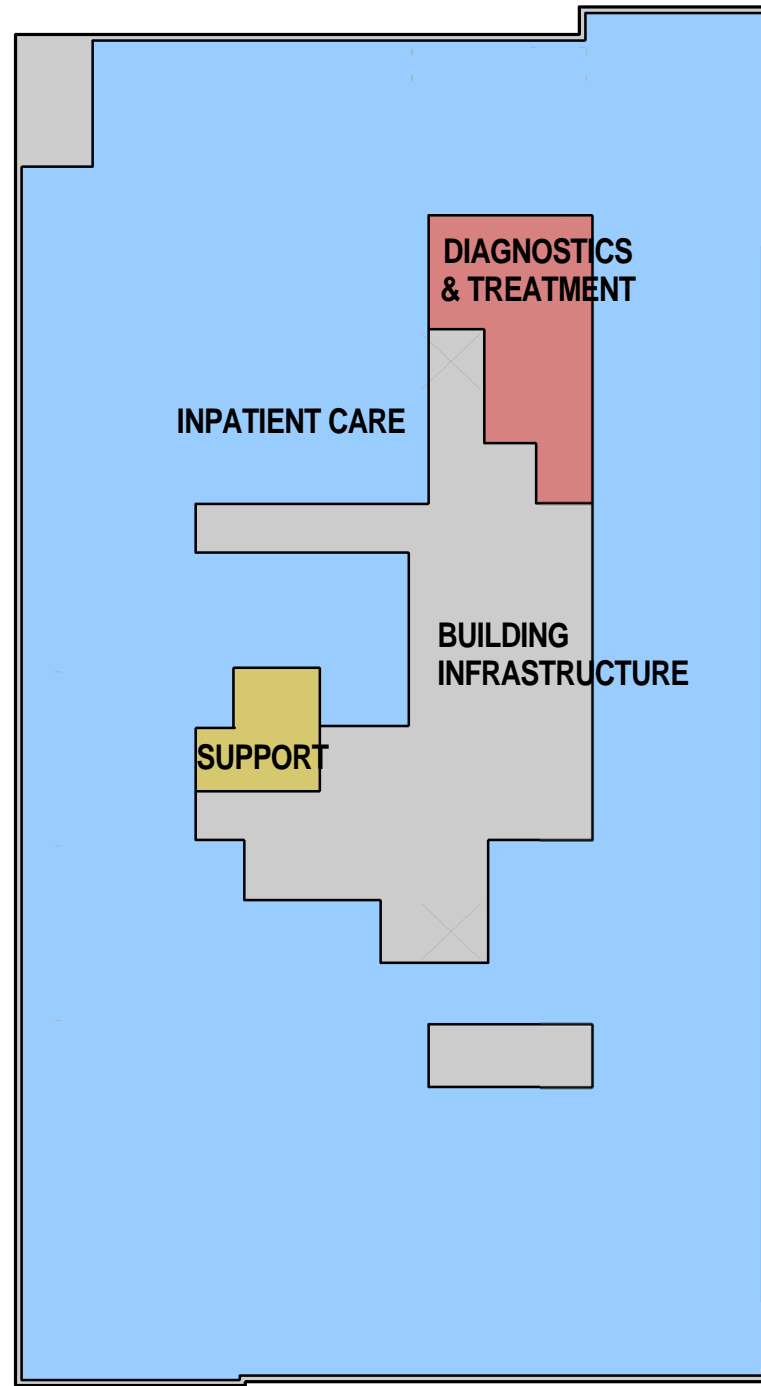 DIAGNOSTICS
& TREATMENT
INPATIENT CARE
BUILDING
INFRASTRUCTURE
SUPPORT